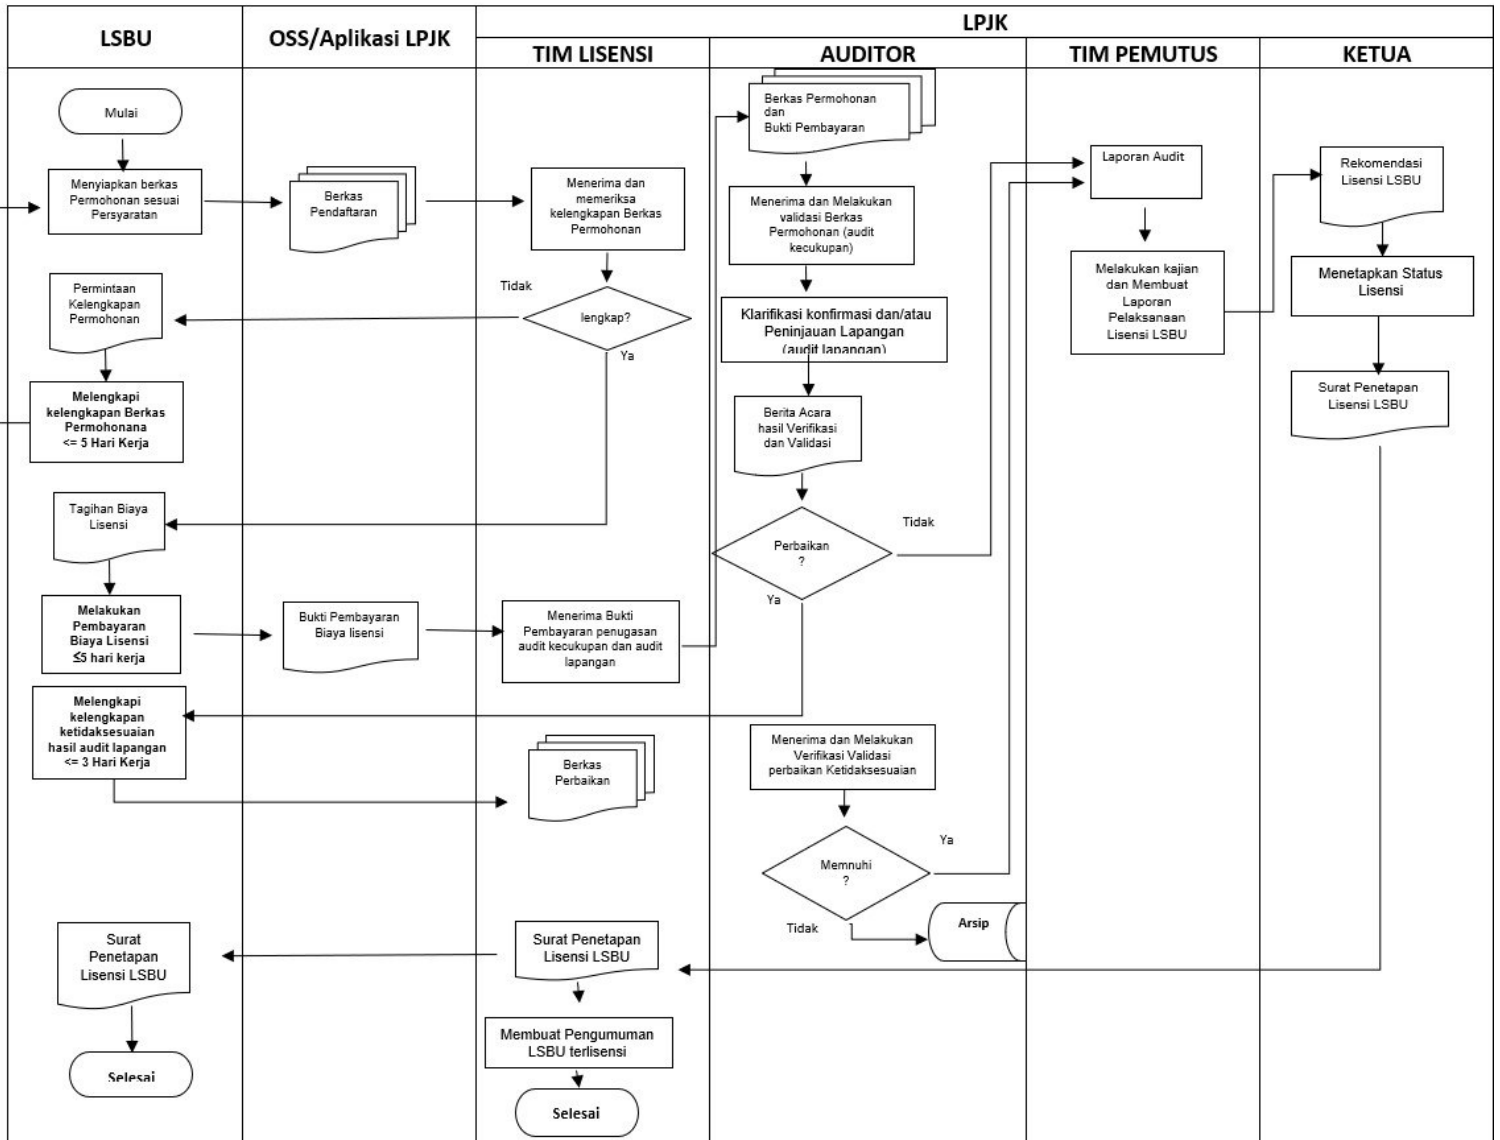 LSBU
OSS/Aplikasi LPJK
LPJK
TIM LISENSI
AUDITOR
TIM PEMUTUS
KETUA
Mulai
Menyiapkan berkas
Permohonan sesuai
Persyaratan
Berkas
Pendaftaran
Menerima dan
memeriksa
kelengkapan Berkas
Permohonan
Berkas Permohonan
dan
Bukti Pembayaran
Laporan Audit
Rekomendasi
Lisensi LSBU
Menerima dan Melakukan
validasi Berkas
Permohonan (audit
kecukupan)
Melakukan kajian
dan Membuat
Laporan
Pelaksanaan
Lisensi LSBU
Menetapkan Status
Lisensi
Permintaan
Kelengkapan
Permohonan
Tidak
lengkap?
Ya
Klarifikasi konfirmasi dan/atau
Peninjauan Lapangan
(audit lapangan)
Surat Penetapan
Lisensi LSBU
Melengkapi
kelengkapan Berkas
Permohonana
<= 5 Hari Kerja
Berita Acara
hasil Verifikasi
dan Validasi
Tagihan Biaya
Lisensi
Perbaikan
?
Tidak
Ya
Melakukan
Pembayaran
Biaya Lisensi
≤5 hari kerja
Bukti Pembayaran
Biaya lisensi
Menerima Bukti
Pembayaran penugasan
audit kecukupan dan audit
lapangan
Melengkapi
kelengkapan
ketidaksesuaian
hasil audit lapangan
<= 3 Hari Kerja
Berkas
Perbaikan
Menerima dan Melakukan
Verifikasi Validasi
perbaikan Ketidaksesuaian
Memnuhi
?
Ya
Tidak
Arsip
Surat
Penetapan
Lisensi LSBU
Surat Penetapan
Lisensi LSBU
Membuat Pengumuman
LSBU terlisensi
Selesai
Selesai